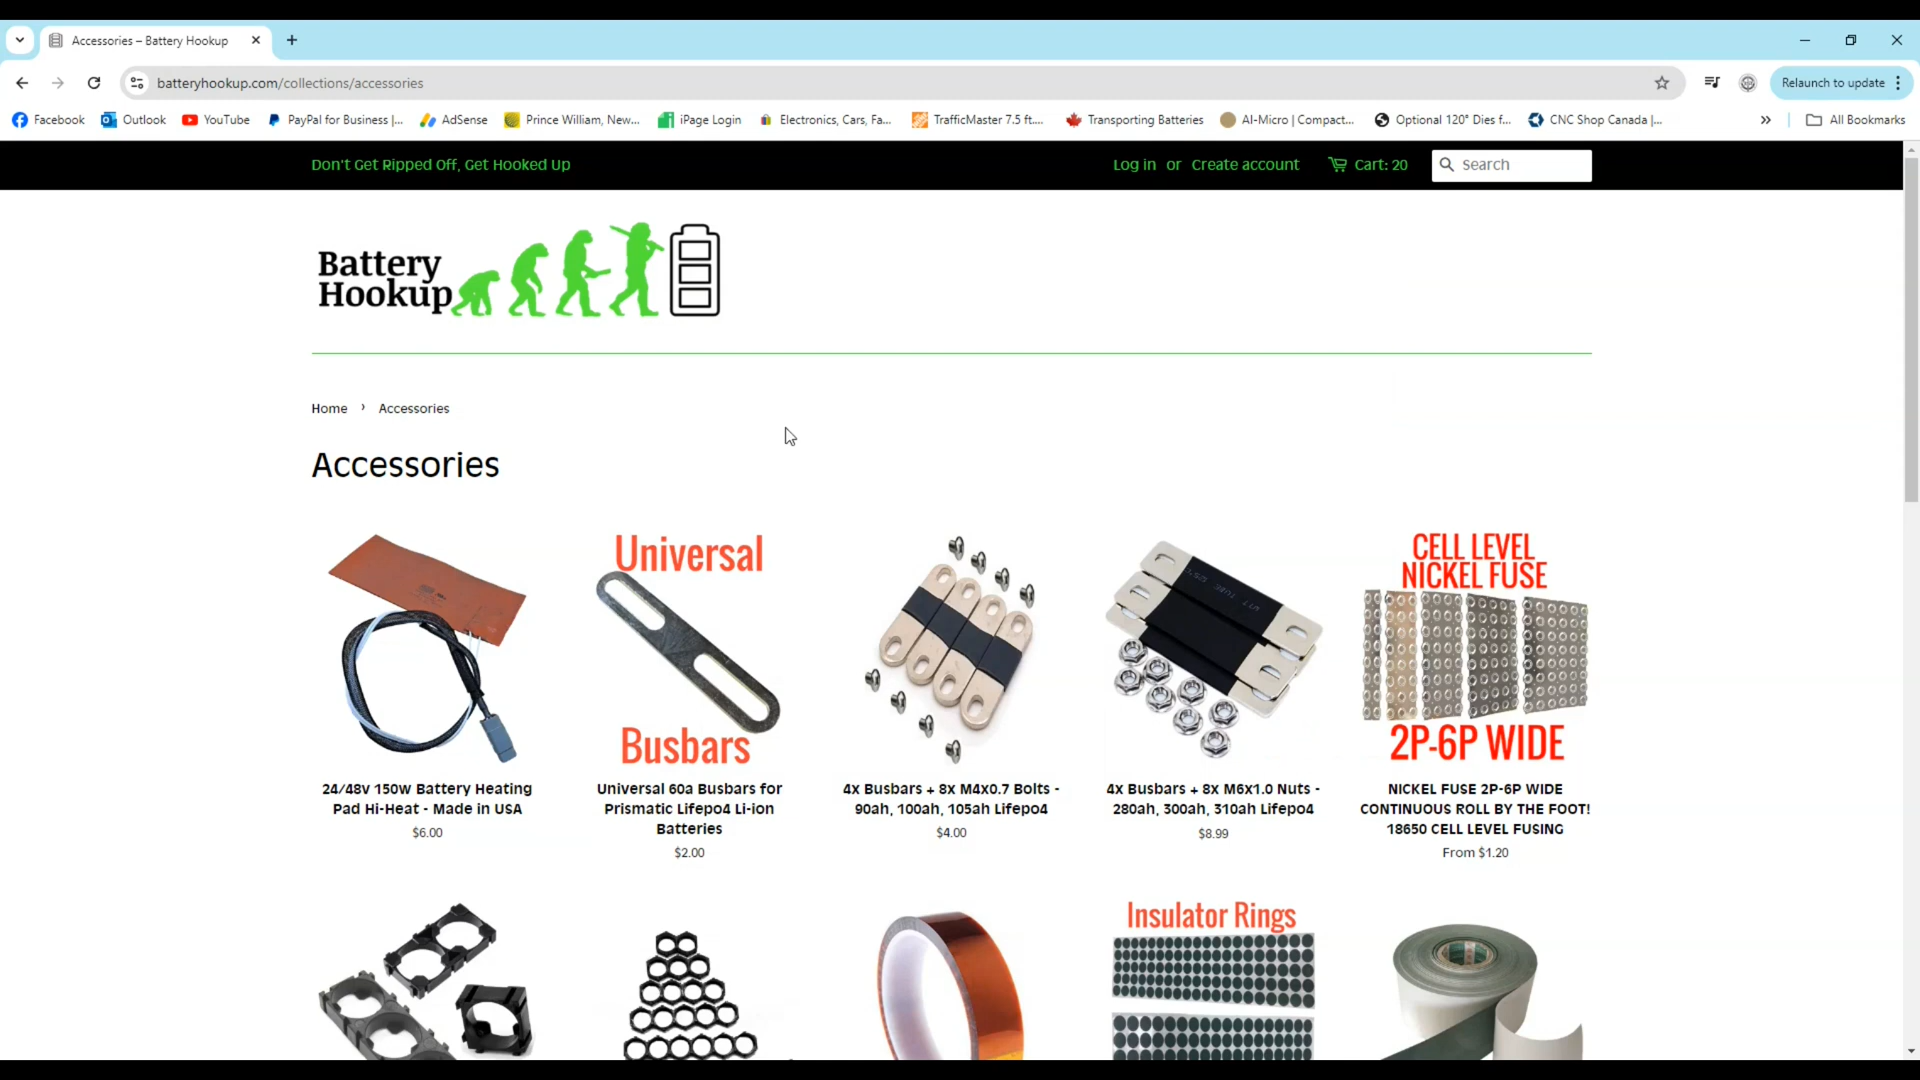 Accessories – Battery Hookup
batteryhookup.com/collections/accessories
Relaunch to update
Facebook Outlook YouTube PayPal for Business |... AdSense Prince William, New... iPage Login Electronics, Cars, Fa... TrafficMaster 7.5 ft.... Transporting Batteries Al-Micro | Compact... Optional 120° Dies f... CNC Shop Canada |... » All Bookmarks
Don't Get Ripped Off, Get Hooked Up
Log in or Create account Cart: 20 Search
Battery
Hookup
Home › Accessories
Accessories
Universal
Busbars
CELL LEVEL
NICKEL FUSE
2P-6P WIDE
24/48v 150w Battery Heating
Pad Hi-Heat - Made in USA
$6.00
Universal 60a Busbars for
Prismatic Lifepo4 Li-ion
Batteries
$2.00
4x Busbars + 8x M4x0.7 Bolts -
90ah, 100ah, 105ah Lifepo4
$4.00
4x Busbars + 8x M6x1.0 Nuts -
280ah, 300ah, 310ah Lifepo4
$8.99
NICKEL FUSE 2P-6P WIDE
CONTINUOUS ROLL BY THE FOOT!
18650 CELL LEVEL FUSING
From $1.20
Insulator Rings